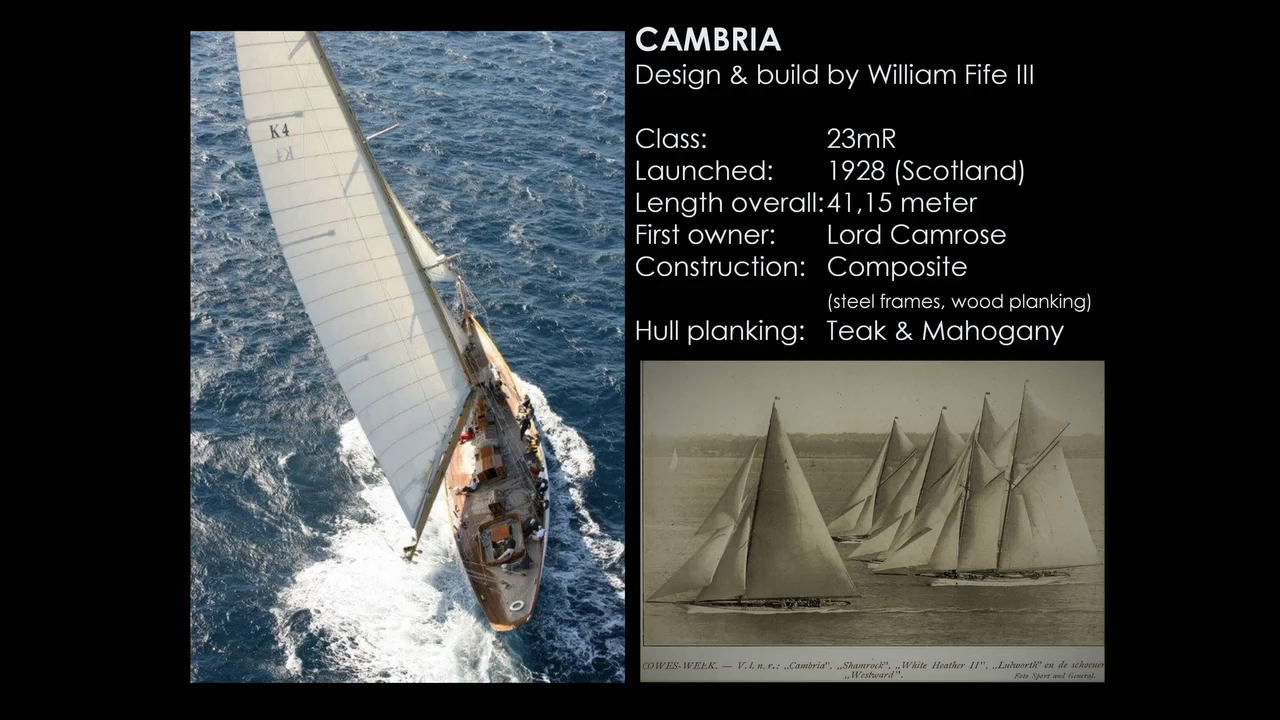 CAMBRIA
Design & build by William Fife III
Class: 23mR
Launched: 1928 (Scotland)
Length overall: 41,15 meter
First owner: Lord Camrose
Construction: Composite
(steel frames, wood planking)
Hull planking: Teak & Mahogany
K4
K4
COWES-WEEK. — V. l. n. r.: „Cambria", „Shamrock", „White Heather II", „Lulworth" en de schoener
„Westward".
Foto Sport and General.